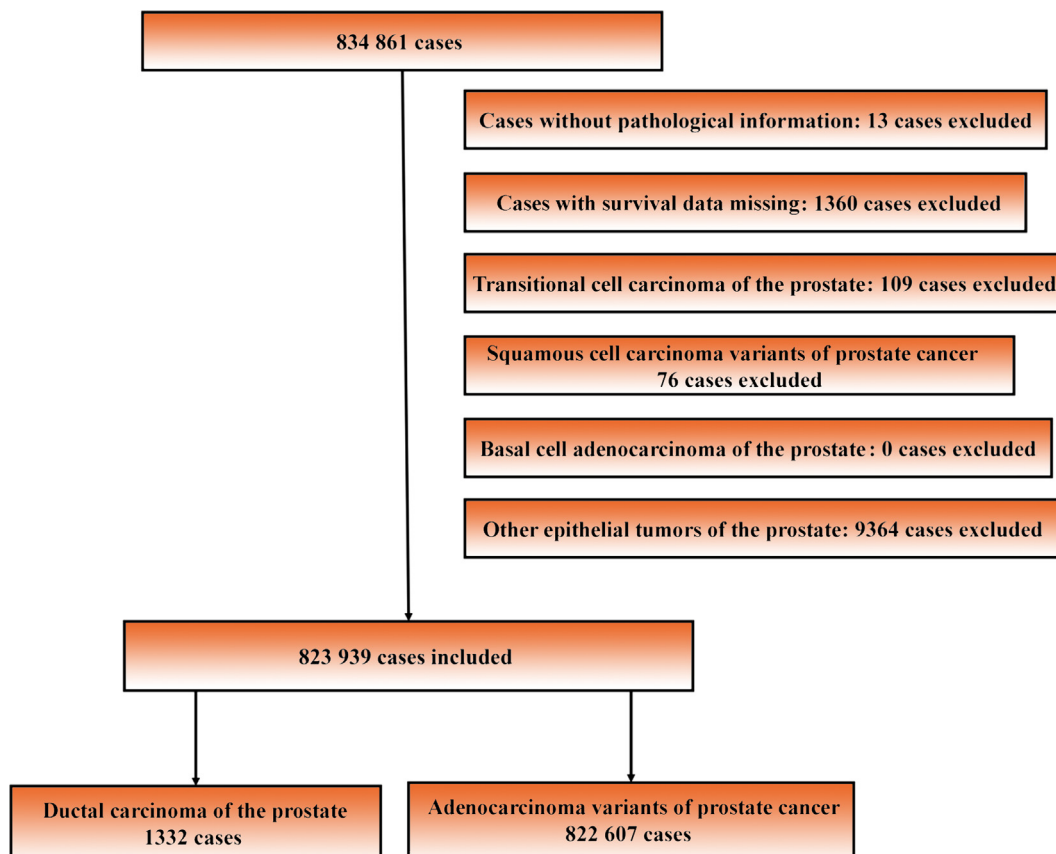 834 861 cases
Cases without pathological information: 13 cases excluded
Cases with survival data missing: 1360 cases excluded
Transitional cell carcinoma of the prostate: 109 cases excluded
Squamous cell carcinoma variants of prostate cancer
76 cases excluded
Basal cell adenocarcinoma of the prostate: 0 cases excluded
Other epithelial tumors of the prostate: 9364 cases excluded
823 939 cases included
Ductal carcinoma of the prostate
1332 cases
Adenocarcinoma variants of prostate cancer
822 607 cases